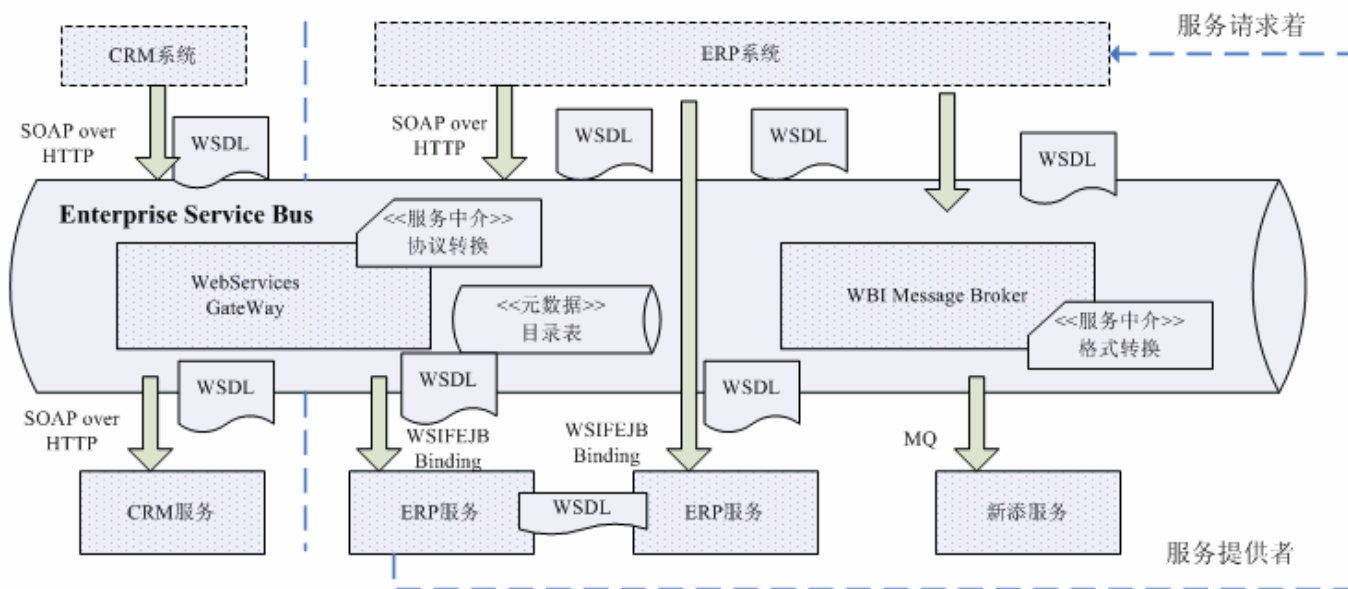 服务请求着
CRM系统
ERP系统
SOAP over
HTTP
WSDL
SOAP over
HTTP
WSDL
WSDL
WSDL
Enterprise Service Bus
<<服务中介>>
协议转换
WebServices
GateWay
<<元数据>>
目录表
WBI Message Broker
<<服务中介>>
格式转换
SOAP over
HTTP
WSDL
WSDL
WSIFEJB
Binding
WSDL
WSIFEJB
Binding
MQ
CRM服务
ERP服务
WSDL
ERP服务
新添服务
服务提供者